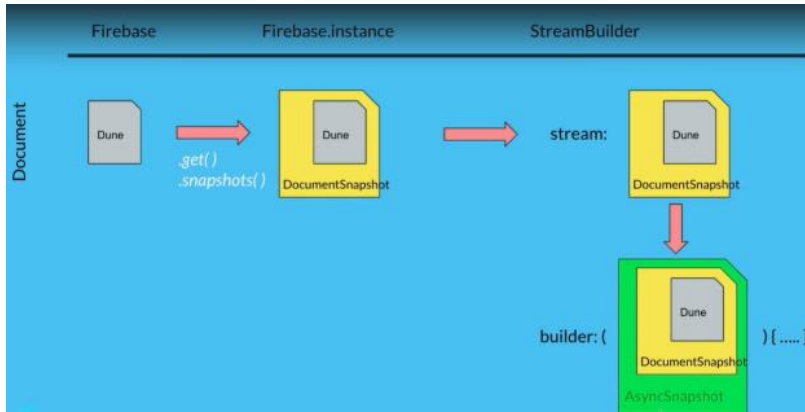 Firebase
Firebase.instance
StreamBuilder
Document
Dune
.get()
.snapshots()
Dune
DocumentSnapshot
stream:
Dune
DocumentSnapshot
builder: (
Dune
DocumentSnapshot
AsyncSnapshot
) { ..... }